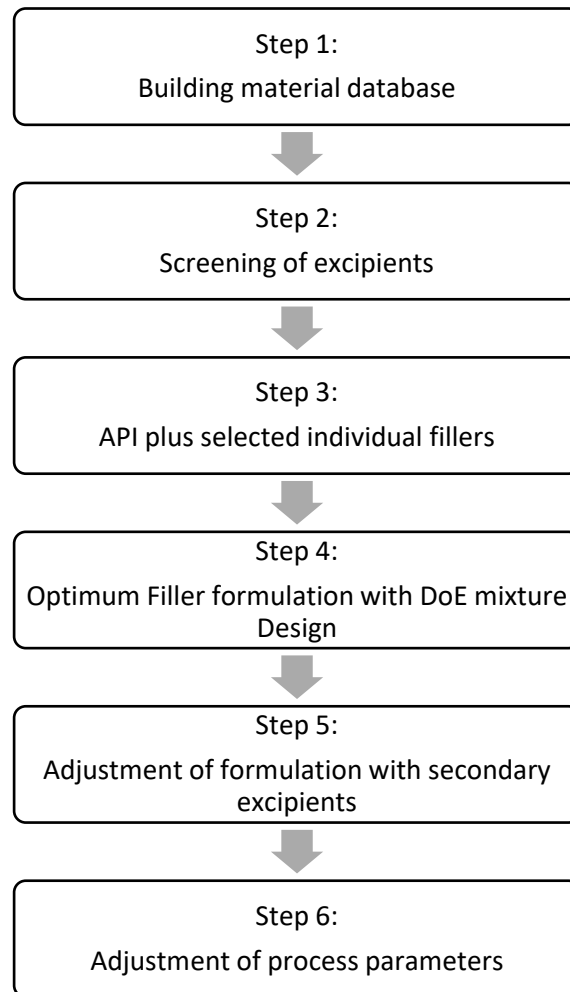 Step 1:
Building material database
Step 2:
Screening of excipients
Step 3:
API plus selected individual fillers
Step 4:
Optimum Filler formulation with DoE mixture
Design
Step 5:
Adjustment of formulation with secondary
excipients
Step 6:
Adjustment of process parameters